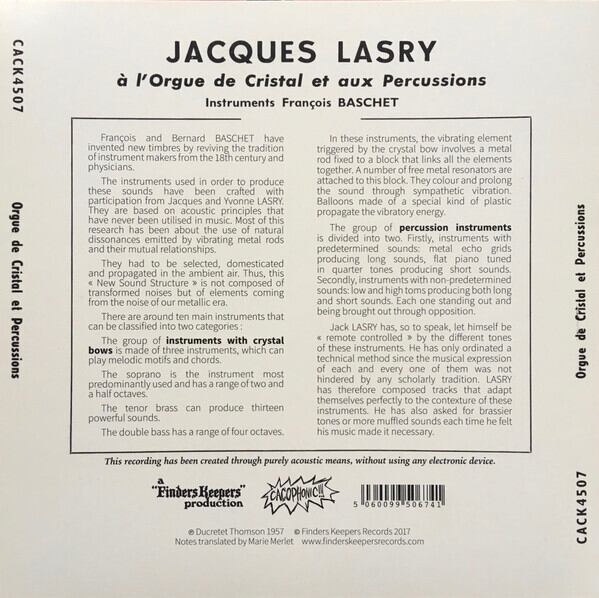 JACQUES LASRY
à l'Orgue de Cristal et aux Percussions
Instruments François BASCHET
François and Bernard BASCHET have
invented new timbres by reviving the tradition
of instrument makers from the 18th century and
physicians.
The instruments used in order to produce
these sounds have been crafted with
participation from Jacques and Yvonne LASRY.
They are based on acoustic principles that
have never been utilised in music. Most of this
research has been about the use of natural
dissonances emitted by vibrating metal rods
and their mutual relationships.
They had to be selected, domesticated
and propagated in the ambient air. Thus, this
« New Sound Structure » is not composed of
transformed noises but of elements coming
from the noise of our metallic era.
There are around ten main instruments that
can be classified into two categories :
The group of instruments with crystal
bows is made of three instruments, which can
play melodic motifs and chords.
The soprano is the instrument most
predominantly used and has a range of two and
a half octaves.
The tenor brass can produce thirteen
powerful sounds.
The double bass has a range of four octaves.
In these instruments, the vibrating element
triggered by the crystal bow involves a metal
rod fixed to a block that links all the elements
together. A number of free metal resonators are
attached to this block. They colour and prolong
the sound through sympathetic vibration.
Balloons made of a special kind of plastic
propagate the vibratory energy.
The group of percussion instruments
is divided into two. Firstly, instruments with
predetermined sounds: metal echo grids
producing long sounds, flat piano tuned
in quarter tones producing short sounds.
Secondly, instruments with non-predetermined
sounds: low and high toms producing both long
and short sounds. Each one standing out and
being brought out through opposition.
Jack LASRY has, so to speak, let himself be
« remote controlled » by the different tones
of these instruments. He has only ordinated a
technical method since the musical expression
of each and every one of them was not
hindered by any scholarly tradition. LASRY
has therefore composed tracks that adapt
themselves perfectly to the contexture of these
instruments. He has also asked for brassier
tones or more muffled sounds each time he felt
his music made it necessary.
This recording has been created through purely acoustic means, without using any electronic device.
a
"Finders Keepers"
production
CACOPHONIC!!!
5 060099 506741
℗ Ducretet Thomson 1957 © Finders Keepers Records 2017
Notes translated by Marie Merlet www.finderskeepersrecords.com
CACK4507
Orgue de Cristal et Percussions
Orgue de Cristal et Percussions
CACK4507